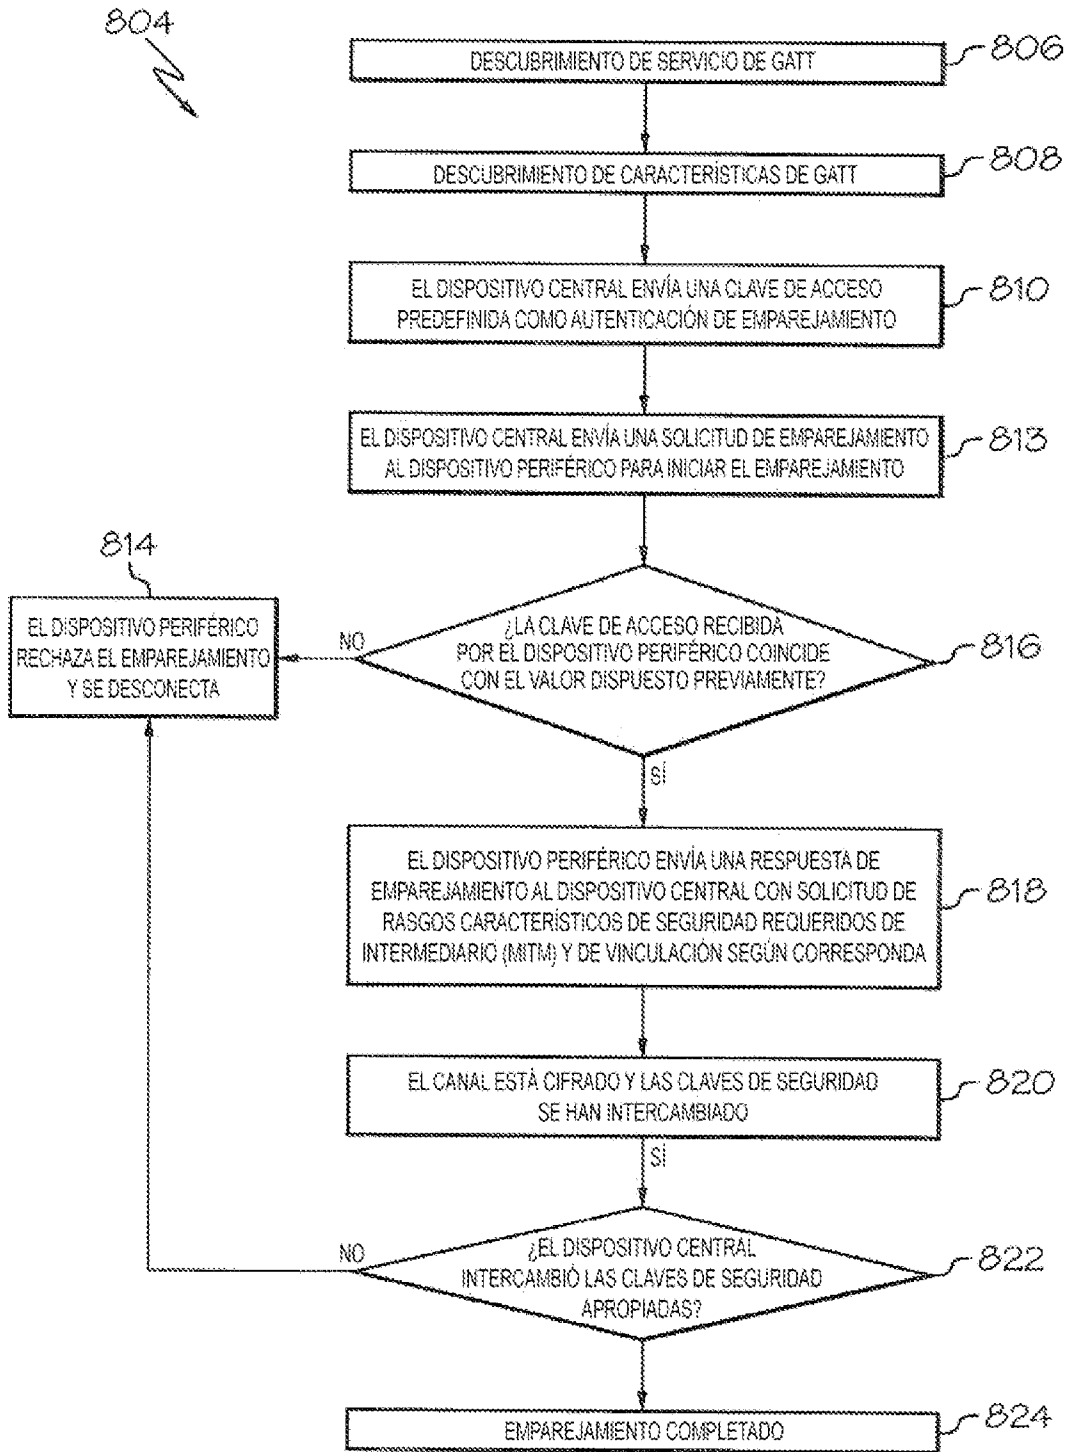 804
DESCUBRIMIENTO DE SERVICIO DE GATT
806
DESCUBRIMIENTO DE CARACTERÍSTICAS DE GATT
808
EL DISPOSITIVO CENTRAL ENVÍA UNA CLAVE DE ACCESO
PREDEFINIDA COMO AUTENTICACIÓN DE EMPAREJAMIENTO
810
EL DISPOSITIVO CENTRAL ENVÍA UNA SOLICITUD DE EMPAREJAMIENTO
AL DISPOSITIVO PERIFÉRICO PARA INICIAR EL EMPAREJAMIENTO
813
814
EL DISPOSITIVO PERIFÉRICO
RECHAZA EL EMPAREJAMIENTO
Y SE DESCONECTA
NO
¿LA CLAVE DE ACCESO RECIBIDA
POR EL DISPOSITIVO PERIFÉRICO COINCIDE
CON EL VALOR DISPUESTO PREVIAMENTE?
816
SÍ
EL DISPOSITIVO PERIFÉRICO ENVÍA UNA RESPUESTA DE
EMPAREJAMIENTO AL DISPOSITIVO CENTRAL CON SOLICITUD DE
RASGOS CARACTERÍSTICOS DE SEGURIDAD REQUERIDOS DE
INTERMEDIARIO (MITM) Y DE VINCULACIÓN SEGÚN CORRESPONDA
818
EL CANAL ESTÁ CIFRADO Y LAS CLAVES DE SEGURIDAD
SE HAN INTERCAMBIADO
820
SÍ
NO
¿EL DISPOSITIVO CENTRAL
INTERCAMBIÓ LAS CLAVES DE SEGURIDAD
APROPIADAS?
822
EMPAREJAMIENTO COMPLETADO
824